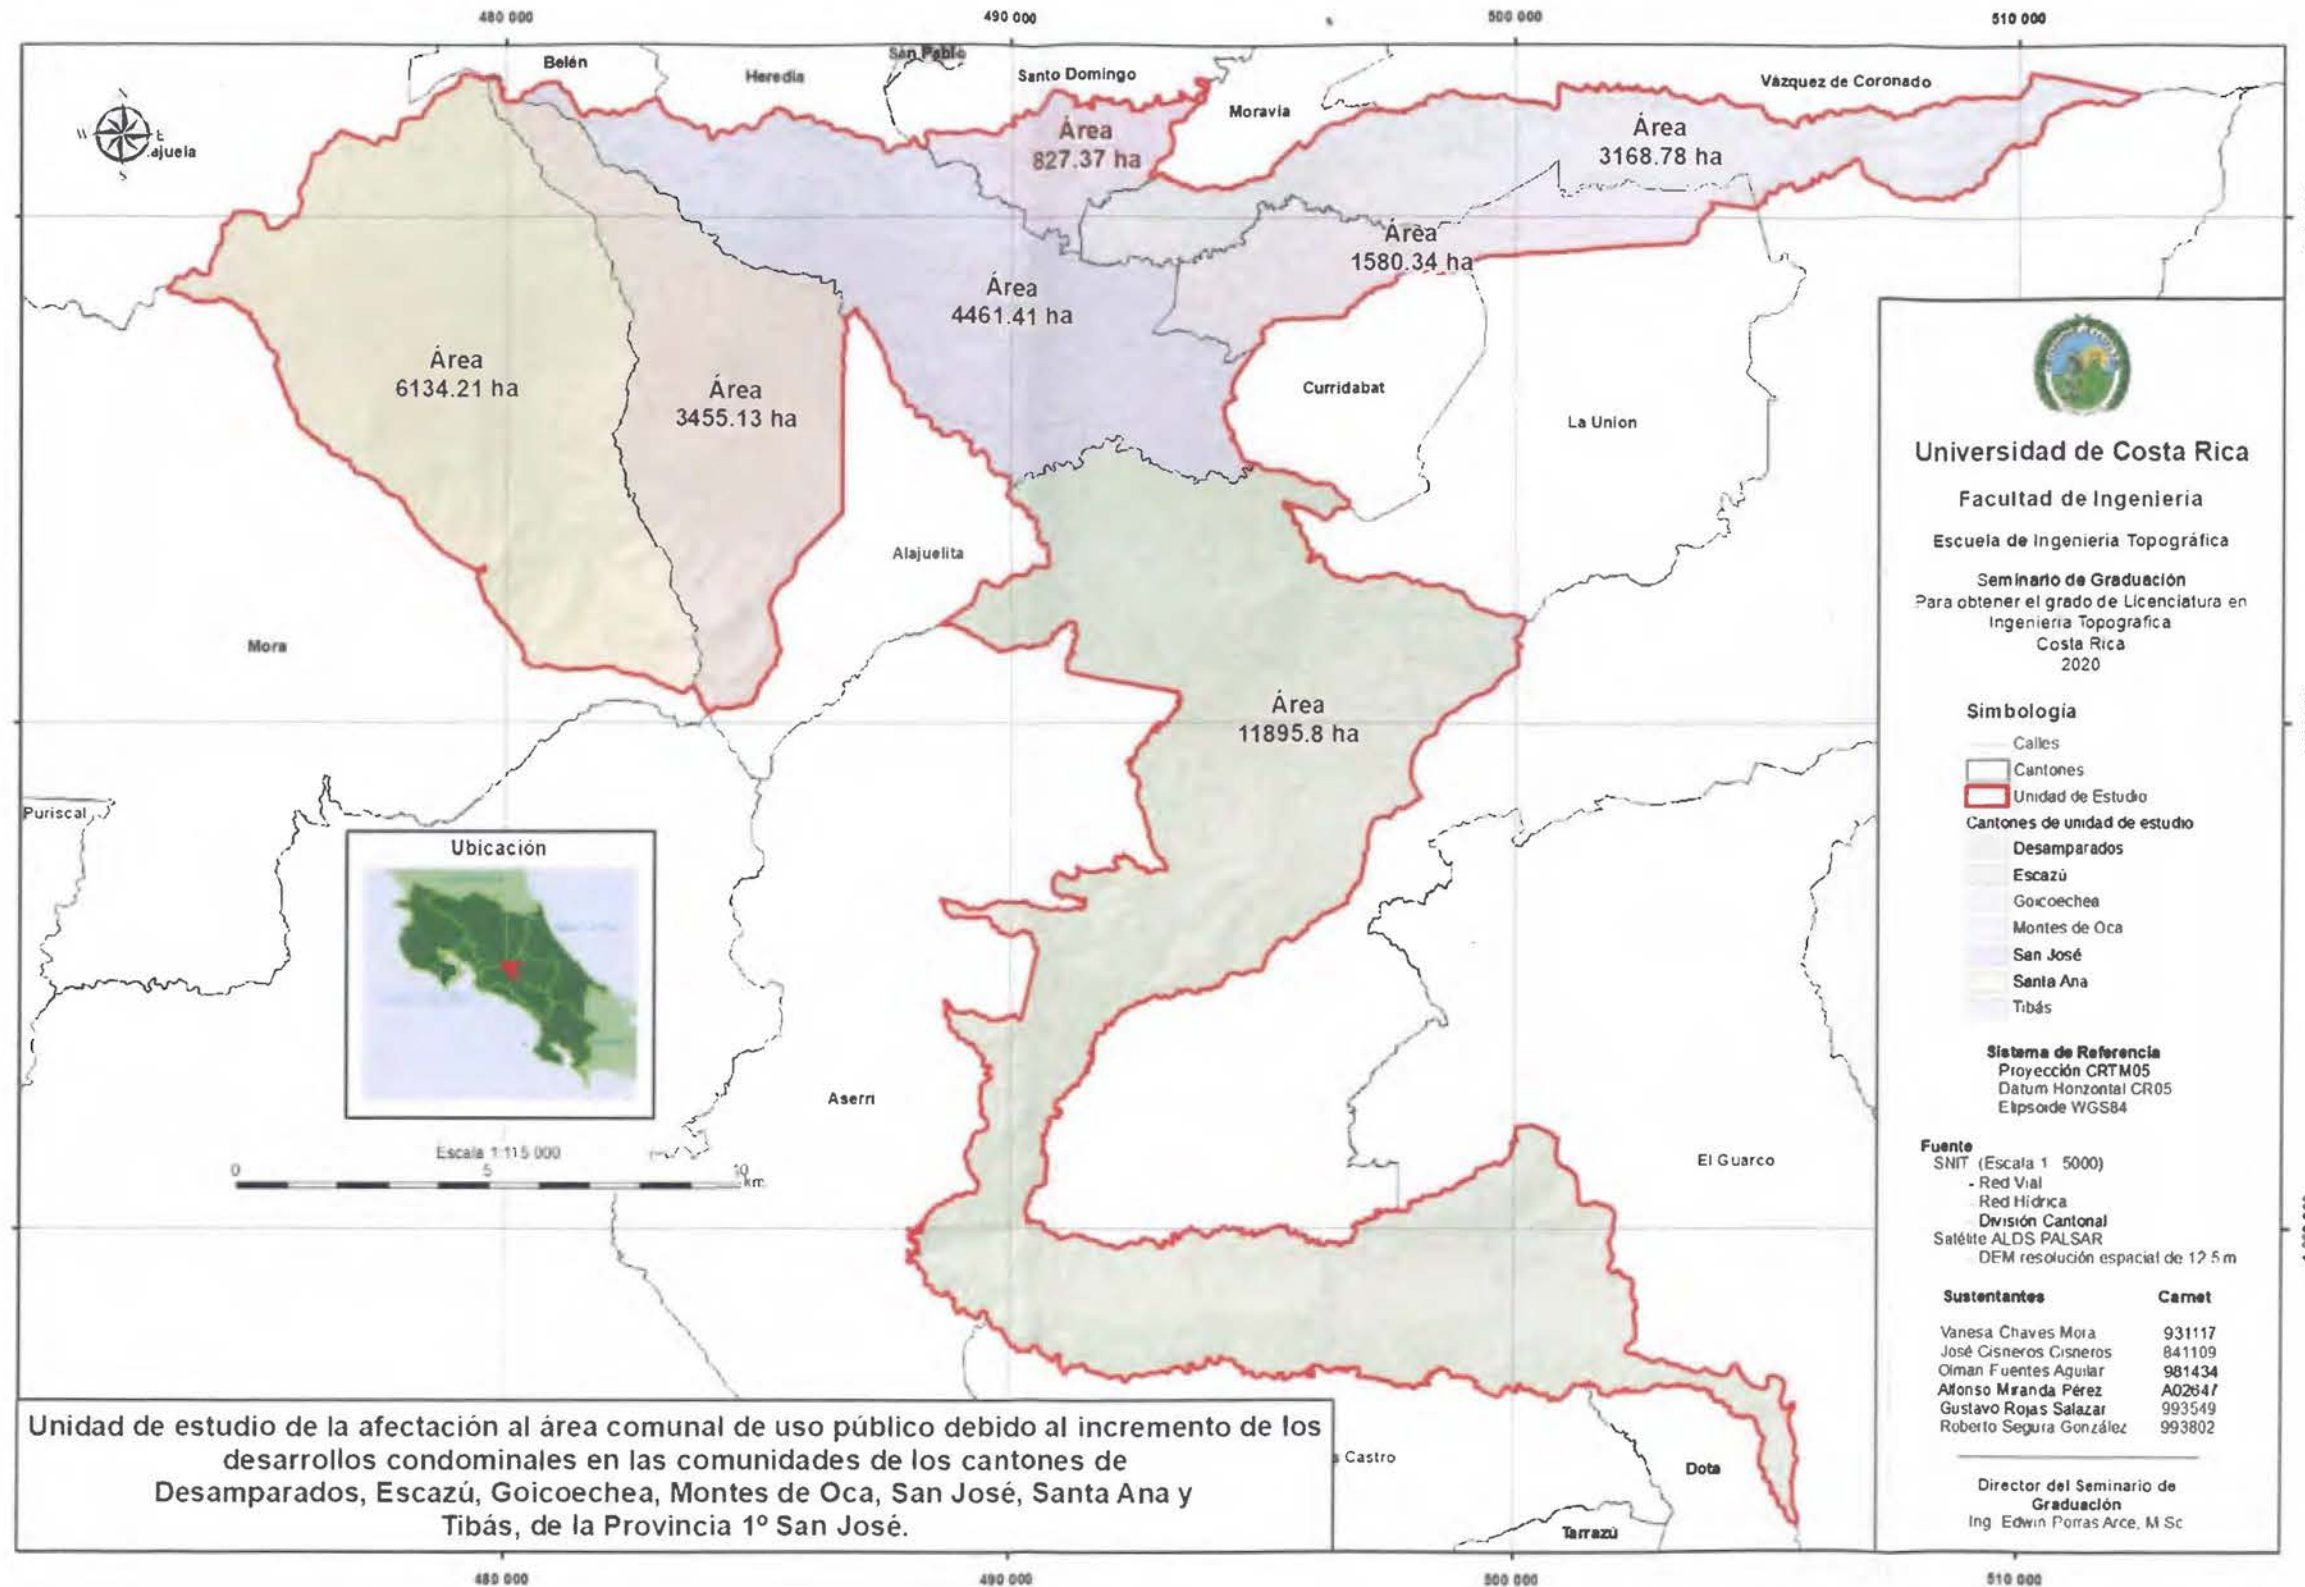 480 000
490 000
500 000
510 000
Belén
Heredia
San Pablo
Santo Domingo
Moravia
Vázquez de Coronado
N
W
E
S
.ajuela
Área
827.37 ha
Área
3168.78 ha
Área
1580.34 ha
Área
4461.41 ha
Área
6134.21 ha
Área
3455.13 ha
Curridabat
La Union
Alajuelita
Mora
Área
11895.8 ha
Puriscal
Ubicación
Escala 1:115 000
0
5
10
km
Aserri
El Guarco
s Castro
Dota
Tarrazú
Universidad de Costa Rica
Facultad de Ingenieria
Escuela de Ingenieria Topográfica
Seminario de Graduación
Para obtener el grado de Licenciatura en
Ingenieria Topografica
Costa Rica
2020
Simbología
Calles
Cantones
Unidad de Estudio
Cantones de unidad de estudio
Desamparados
Escazú
Goicoechea
Montes de Oca
San José
Santa Ana
Tibás
Sistema de Referencia
Proyección CRTM05
Datum Horizontal CR05
Elipsoide WGS84
Fuente
SNIT (Escala 1 5000)
- Red Vial
Red Hídrica
División Cantonal
Satélite ALOS PALSAR
DEM resolución espacial de 12.5 m
Sustentantes Carnet
Vanesa Chaves Mora 931117
José Cisneros Cisneros 841109
Olman Fuentes Aguilar 981434
Alfonso Miranda Pérez A02647
Gustavo Rojas Salazar 993549
Roberto Segura González 993802
Director del Seminario de
Graduación
Ing. Edwin Porras Arce, M Sc
Unidad de estudio de la afectación al área comunal de uso público debido al incremento de los
desarrollos condominales en las comunidades de los cantones de
Desamparados, Escazú, Goicoechea, Montes de Oca, San José, Santa Ana y
Tibás, de la Provincia 1º San José.
480 000
490 000
500 000
510 000